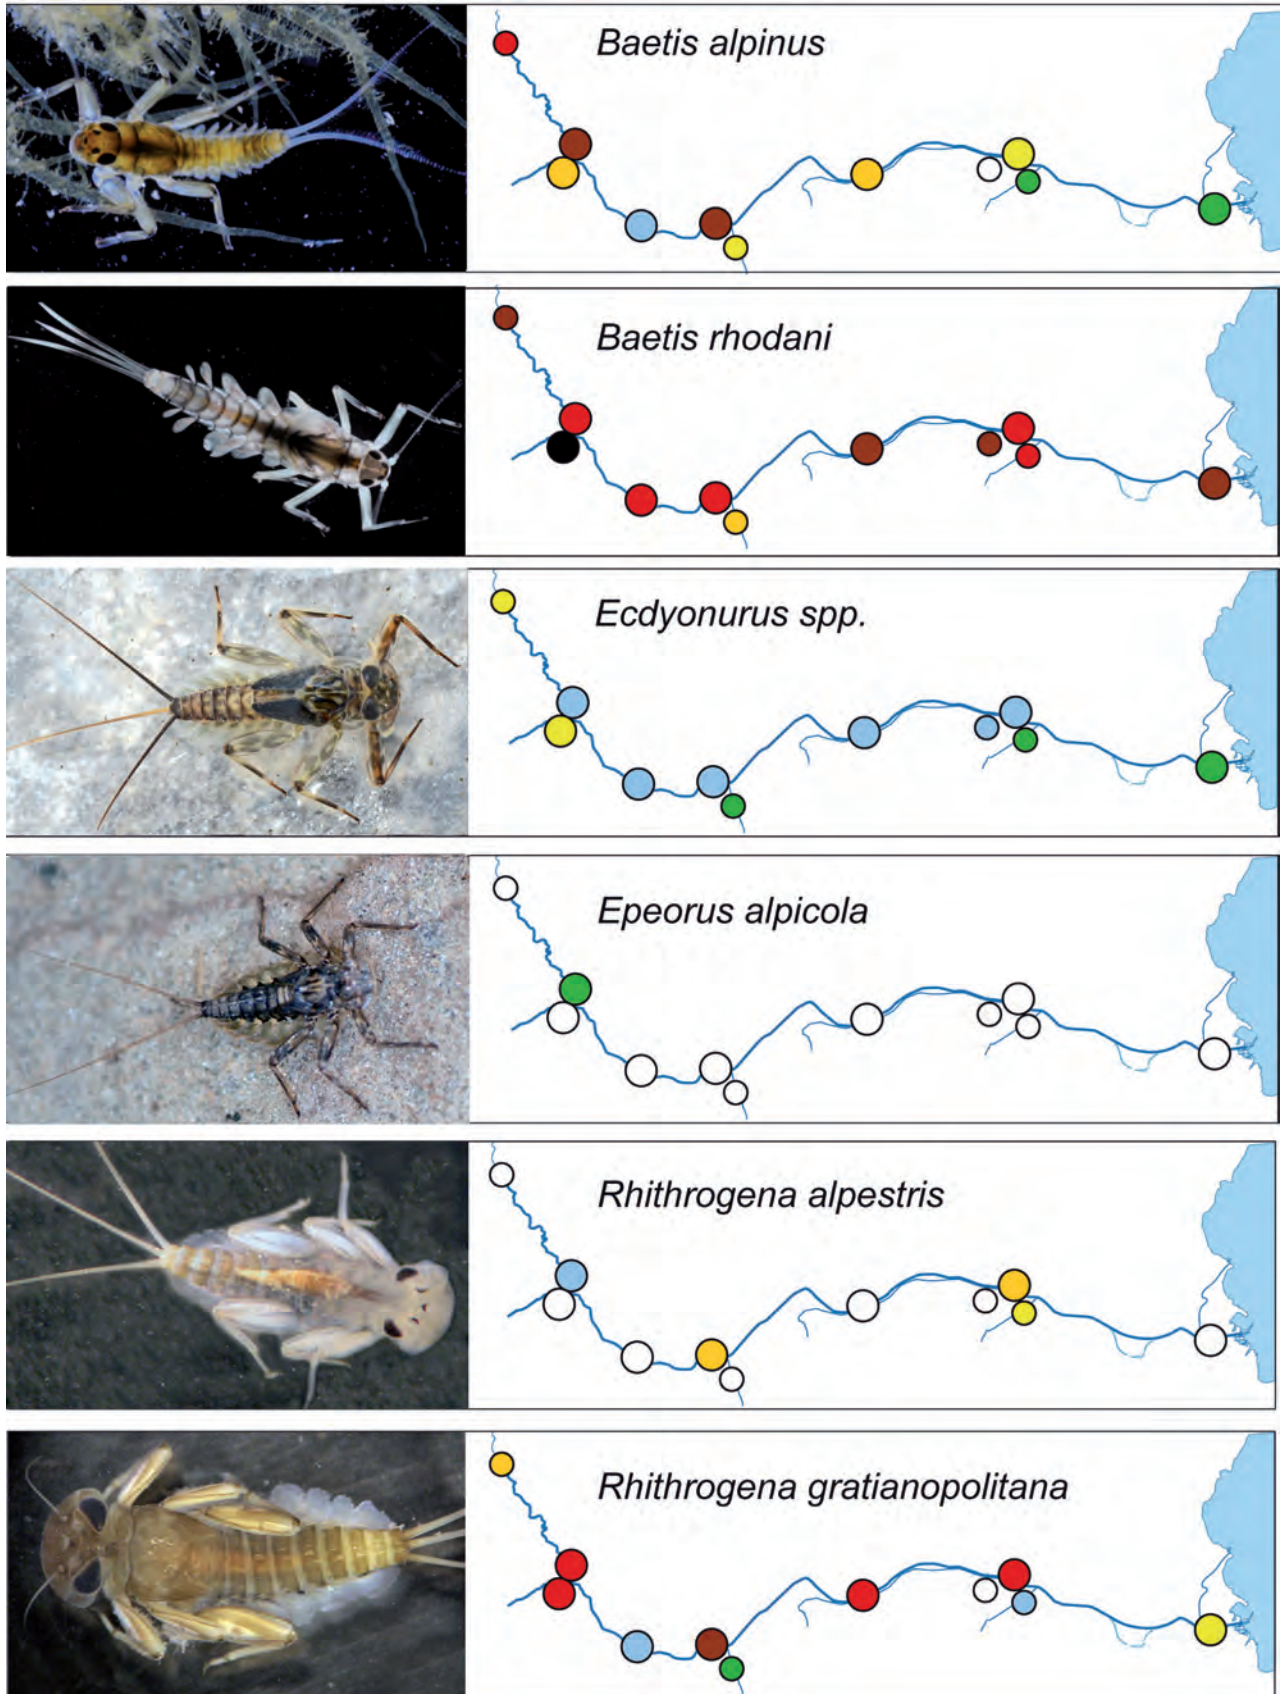 Baetis alpinus
Baetis rhodani
Ecdyonurus spp.
Epeorus alpicola
Rhithrogena alpestris
Rhithrogena gratianopolitana